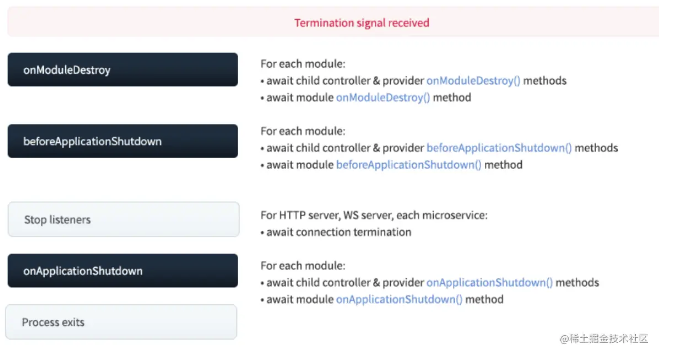 Termination signal received
onModuleDestroy
For each module:
• await child controller & provider onModuleDestroy() methods
• await module onModuleDestroy() method
beforeApplicationShutdown
For each module:
• await child controller & provider beforeApplicationShutdown() methods
• await module beforeApplicationShutdown() method
Stop listeners
For HTTP server, WS server, each microservice:
• await connection termination
onApplicationShutdown
For each module:
• await child controller & provider onApplicationShutdown() methods
• await module onApplicationShutdown() method
Process exits
@稀土掘金技术社区